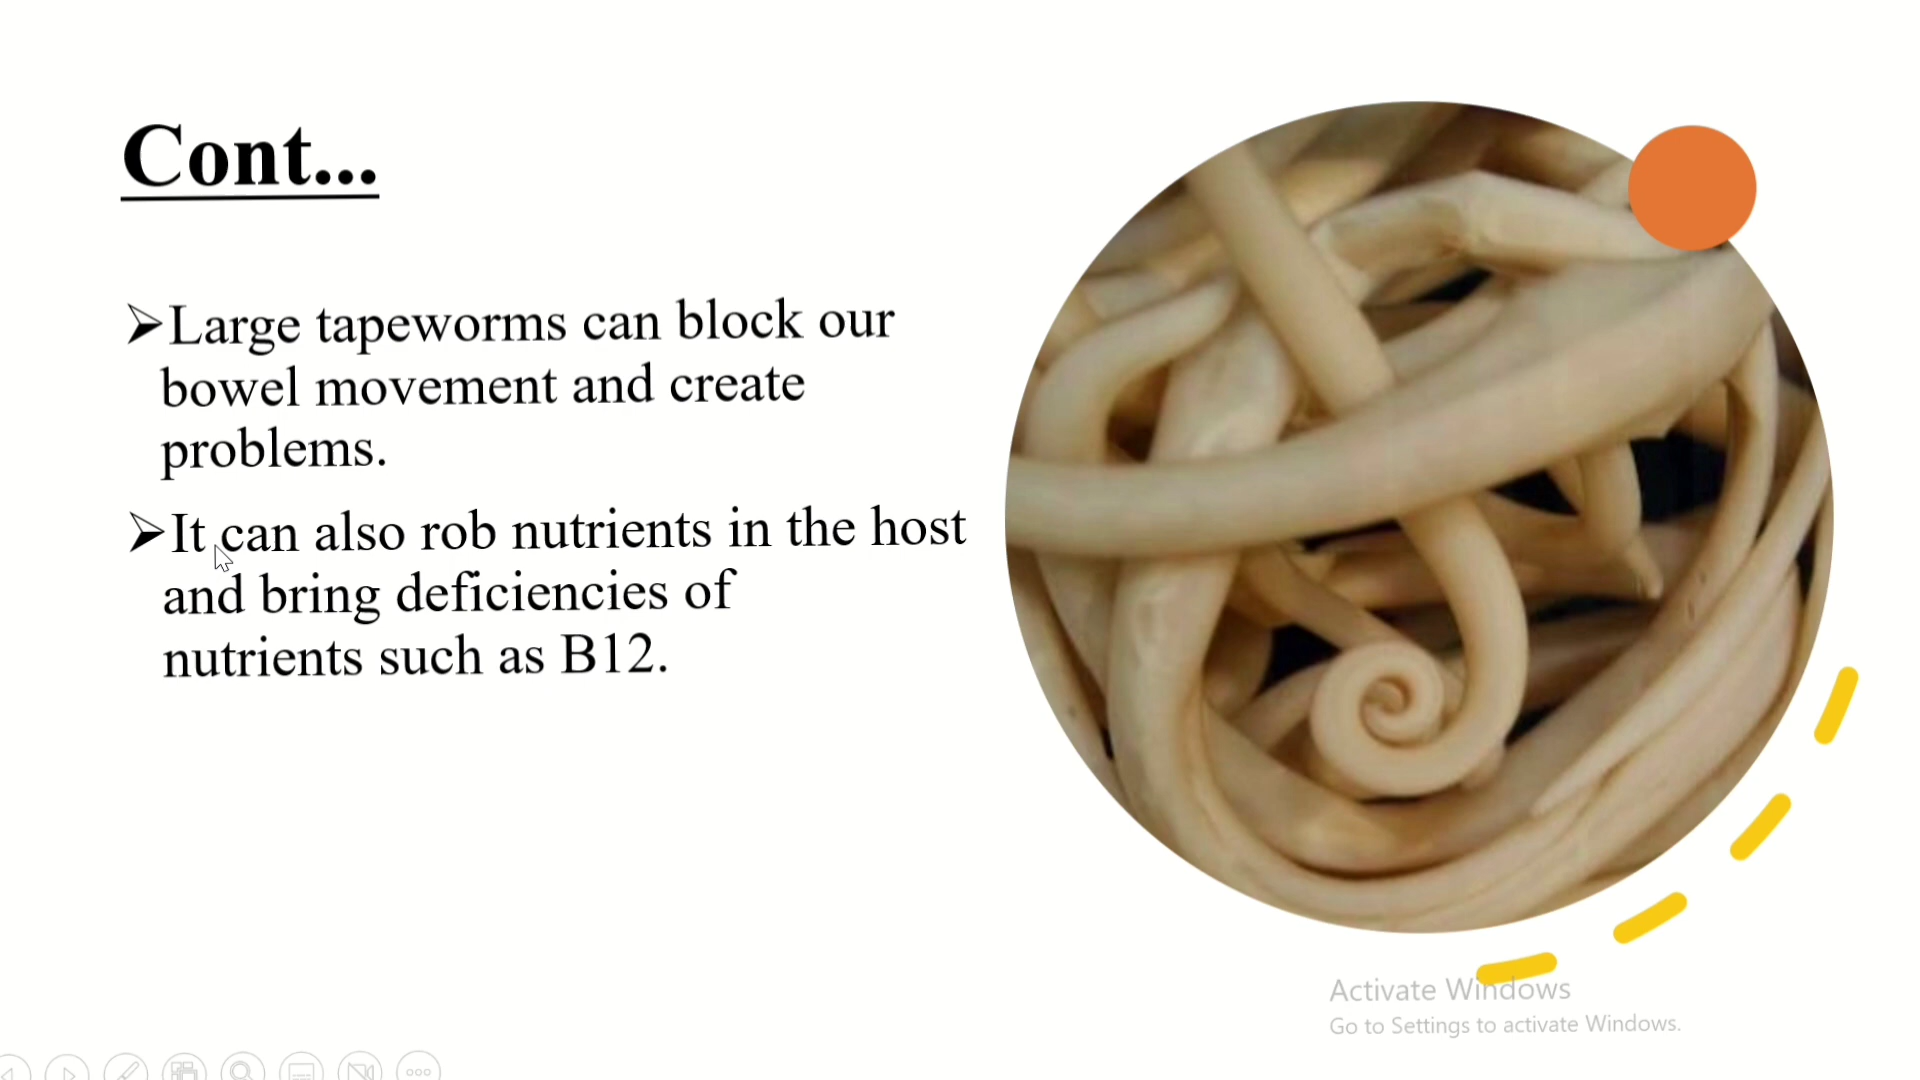 Cont...
➢Large tapeworms can block our
bowel movement and create
problems.
➢It can also rob nutrients in the host
and bring deficiencies of
nutrients such as B12.
Activate Windows
Go to Settings to activate Windows.